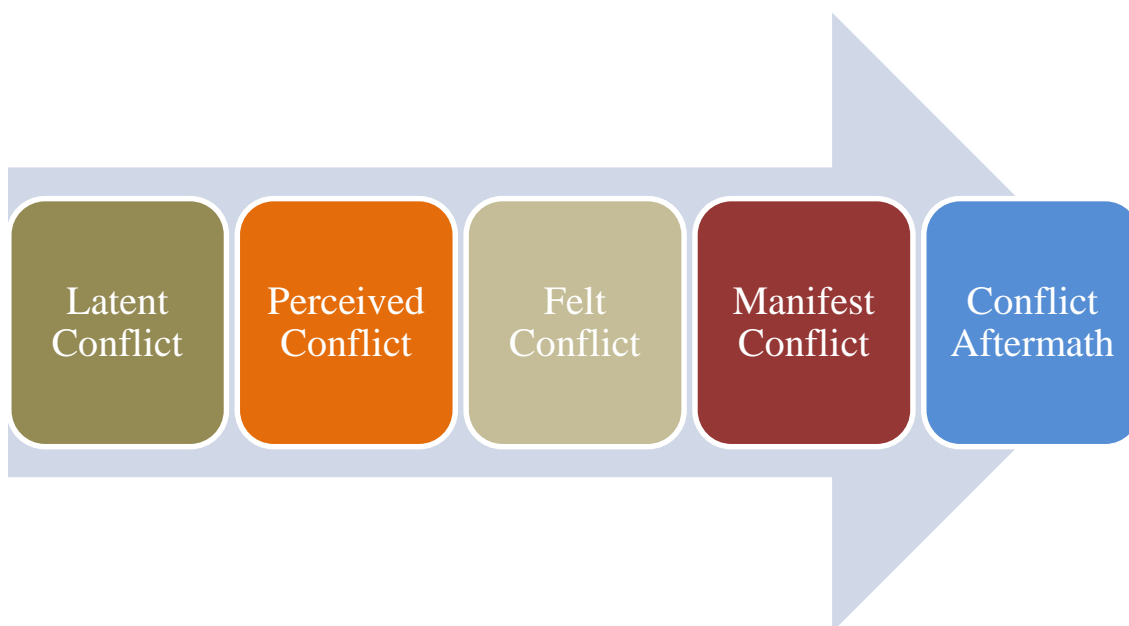 Latent
Conflict
Perceived
Conflict
Felt
Conflict
Manifest
Conflict
Conflict
Aftermath